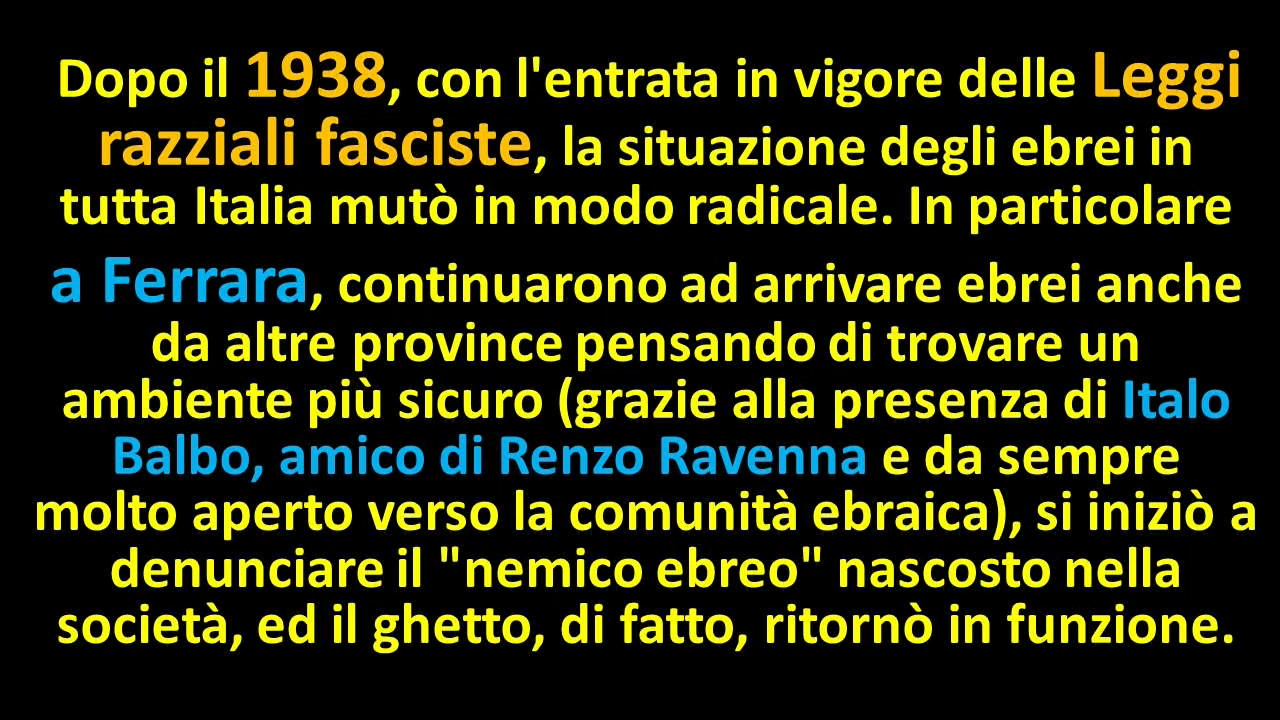 Dopo il 1938, con l'entrata in vigore delle Leggi
razziali fasciste, la situazione degli ebrei in
tutta Italia mutò in modo radicale. In particolare
a Ferrara, continuarono ad arrivare ebrei anche
da altre province pensando di trovare un
ambiente più sicuro (grazie alla presenza di Italo
Balbo, amico di Renzo Ravenna e da sempre
molto aperto verso la comunità ebraica), si iniziò a
denunciare il "nemico ebreo" nascosto nella
società, ed il ghetto, di fatto, ritornò in funzione.